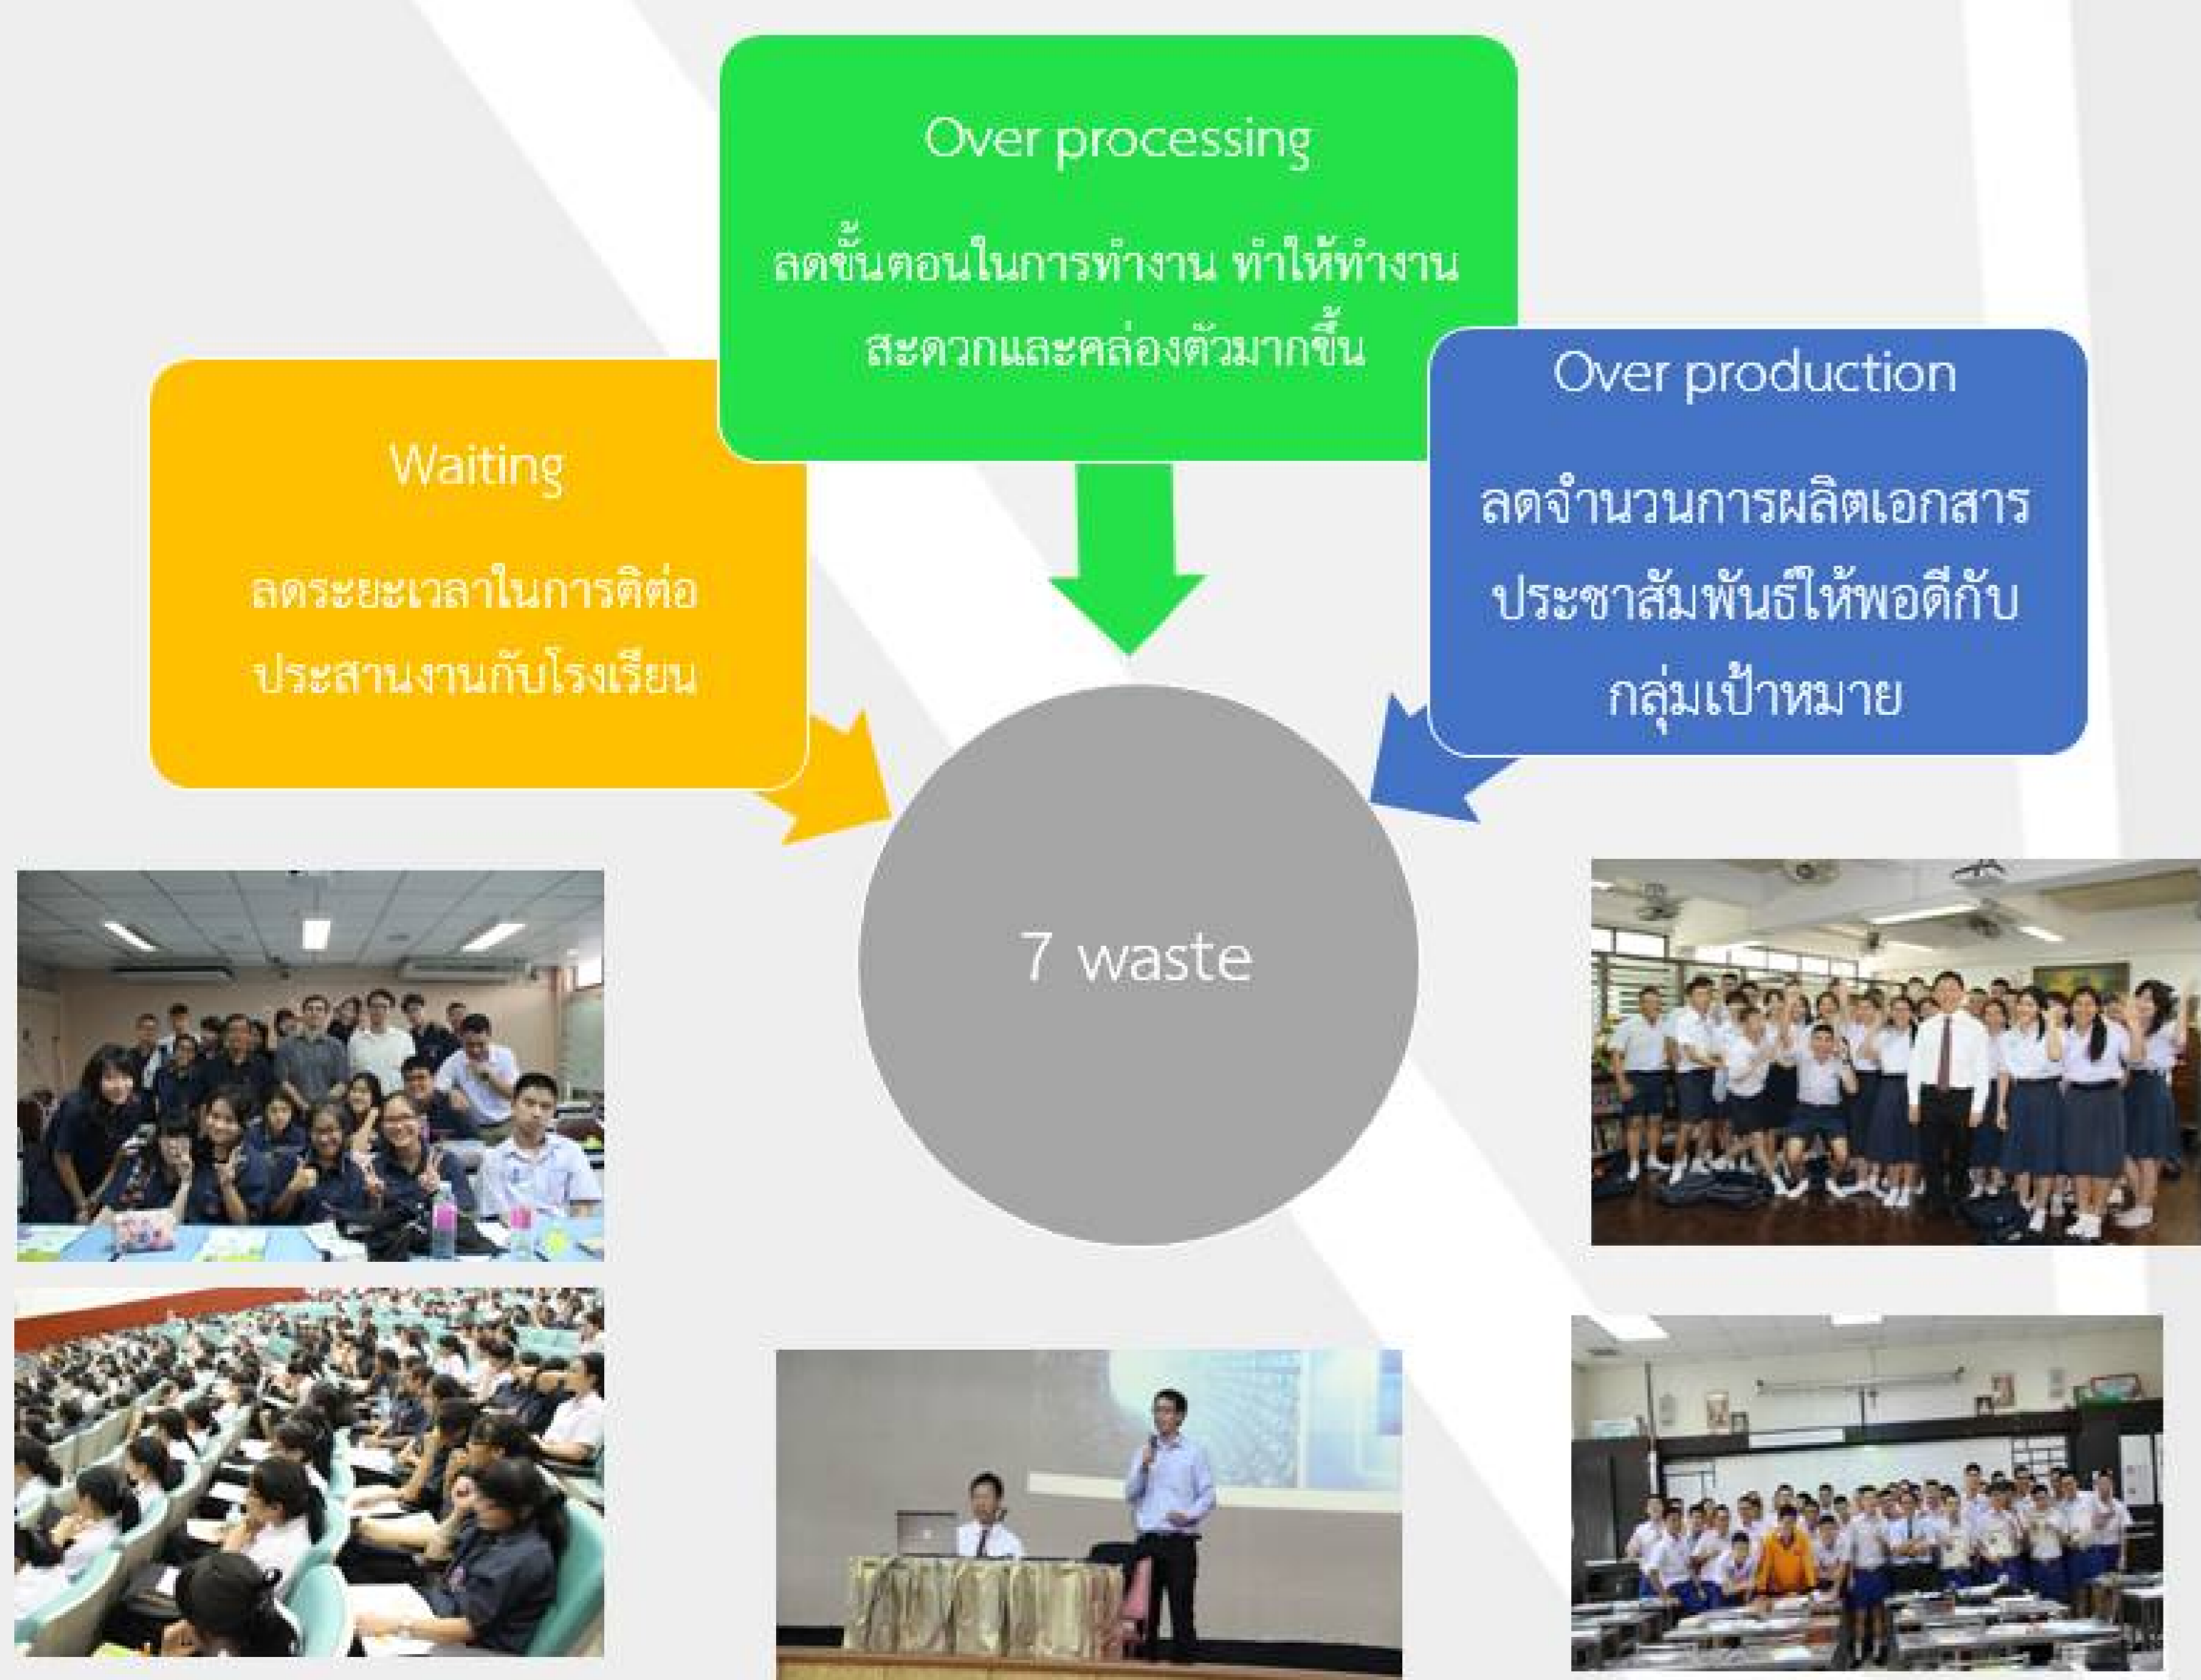 Over processing
ลดขั้นตอนในการทำงาน ทำให้ทำงาน
สะดวกและคล่องตัวมากขึ้น
Waiting
ลดระยะเวลาในการติต่อ
ประสานงานกับโรงเรียน
Over production
ลดจำนวนการผลิตเอกสาร
ประชาสัมพันธ์ให้พอดีกับ
กลุ่มเป้าหมาย
7 waste